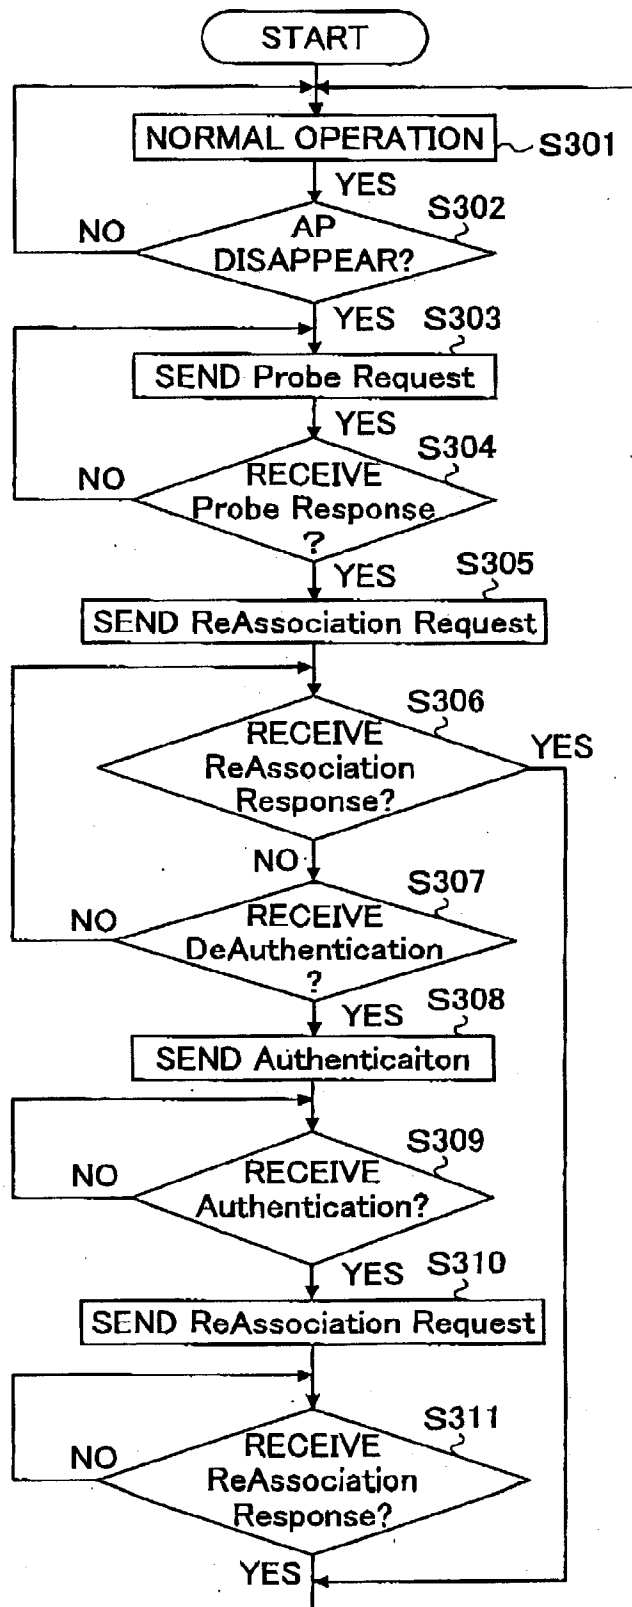 START
NORMAL OPERATION
S301
YES
S302
NO
AP
DISAPPEAR?
YES
S303
SEND Probe Request
YES
S304
NO
RECEIVE
Probe Response
?
YES
S305
SEND ReAssociation Request
S306
RECEIVE
ReAssociation
Response?
YES
NO
S307
NO
RECEIVE
DeAuthentication
?
YES
S308
SEND Authenticaiton
S309
NO
RECEIVE
Authentication?
YES
S310
SEND ReAssociation Request
S311
NO
RECEIVE
ReAssociation
Response?
YES